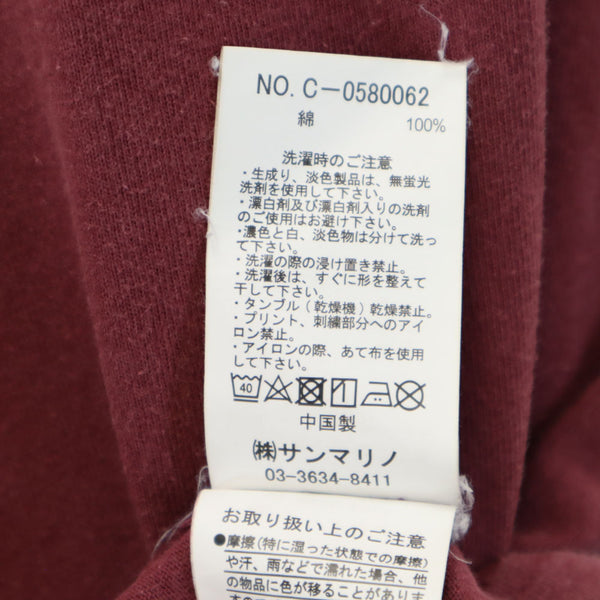 NO. C-0580062
綿 100%
洗濯時のご注意
・生成り、淡色製品は、無蛍光
洗剤を使用して下さい。
・漂白剤及び漂白剤入りの洗剤
のご使用はお避け下さい。
・濃色と白、淡色物は分けて洗っ
て下さい。
・洗濯の際の浸け置き禁止。
・洗濯後は、すぐに形を整えて
干して下さい。
・タンブル(乾燥機)乾燥禁止。
・プリント、刺繍部分へのアイ
ロン禁止。
・アイロンの際、あて布を使用
して下さい。
40
中国製
㈱サンマリノ
03-3634-8411
お取り扱い上のご注意
●摩擦(特に湿った状態での摩擦)
や汗、雨などで濡れた場合、他
の物品に色が移ることがありま